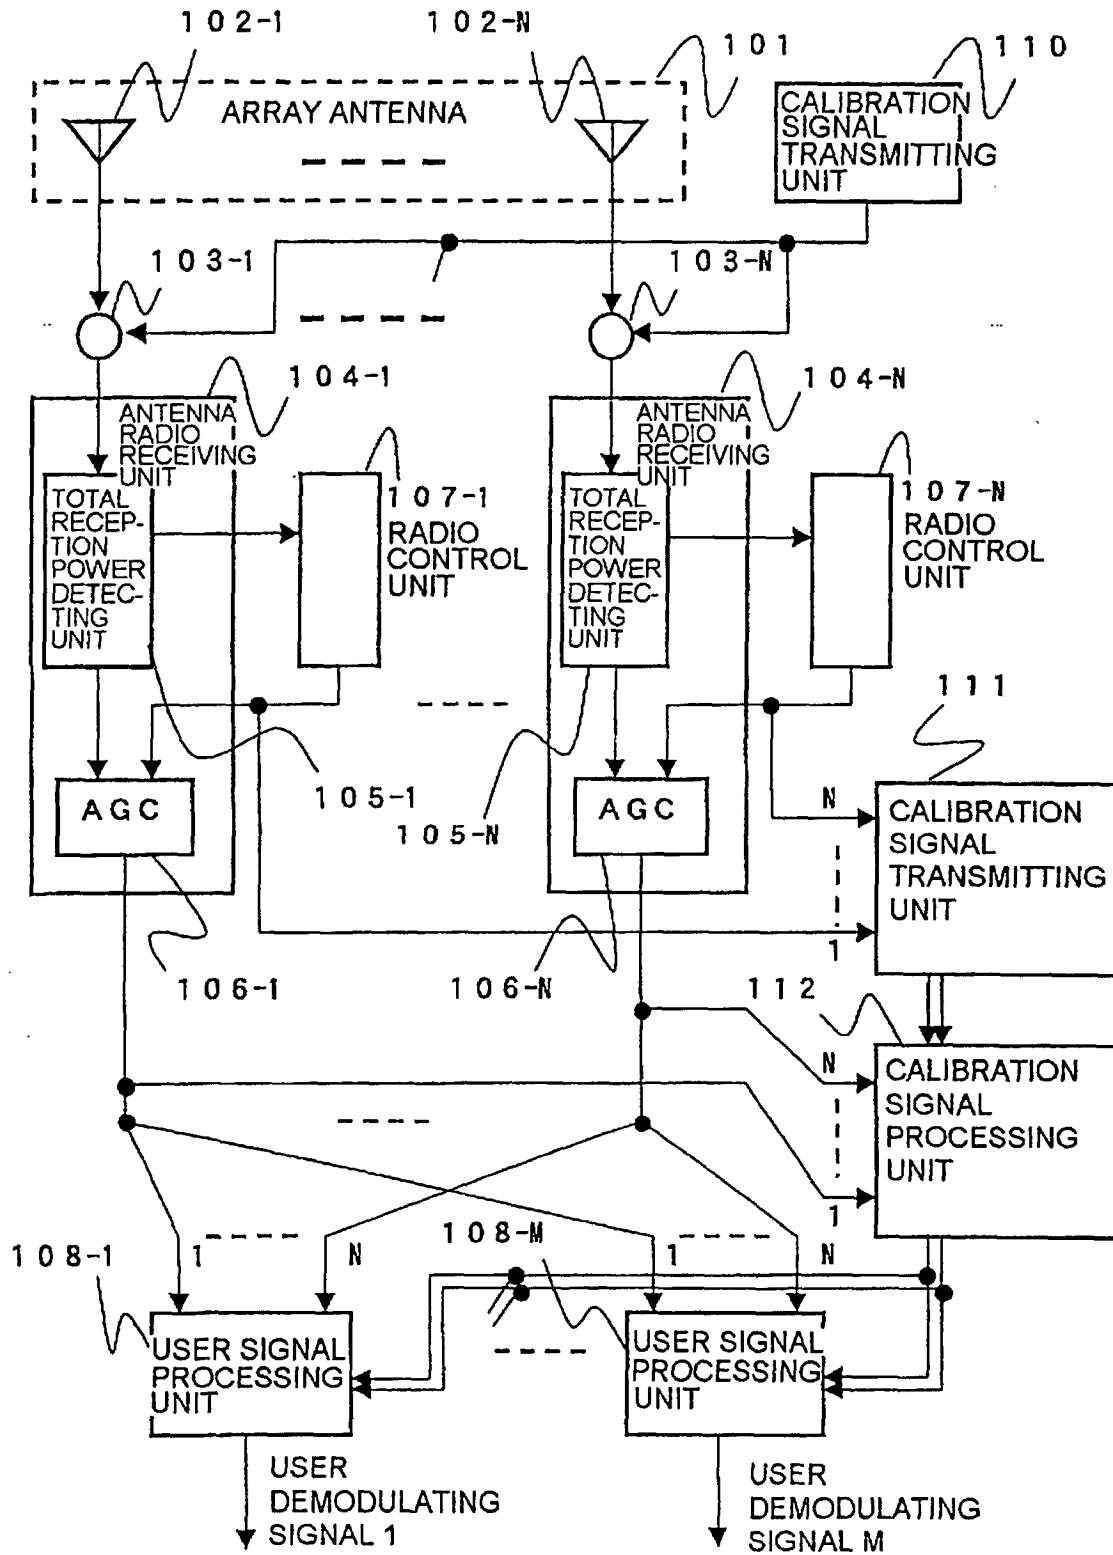 102-1
102-N
101
110
ARRAY ANTENNA
CALIBRATION
SIGNAL
TRANSMITTING
UNIT
103-1
103-N
104-1
104-N
ANTENNA
RADIO
RECEIVING
UNIT
ANTENNA
RADIO
RECEIVING
UNIT
TOTAL
RECEP-
TION
POWER
DETEC-
TING
UNIT
107-1
RADIO
CONTROL
UNIT
TOTAL
RECEP-
TION
POWER
DETEC-
TING
UNIT
107-N
RADIO
CONTROL
UNIT
111
AGC
105-1
105-N
AGC
N
1
CALIBRATION
SIGNAL
TRANSMITTING
UNIT
106-1
106-N
112
N
1
CALIBRATION
SIGNAL
PROCESSING
UNIT
108-1
1
N
108-M
1
N
USER SIGNAL
PROCESSING
UNIT
USER SIGNAL
PROCESSING
UNIT
USER
DEMODULATING
SIGNAL 1
USER
DEMODULATING
SIGNAL M